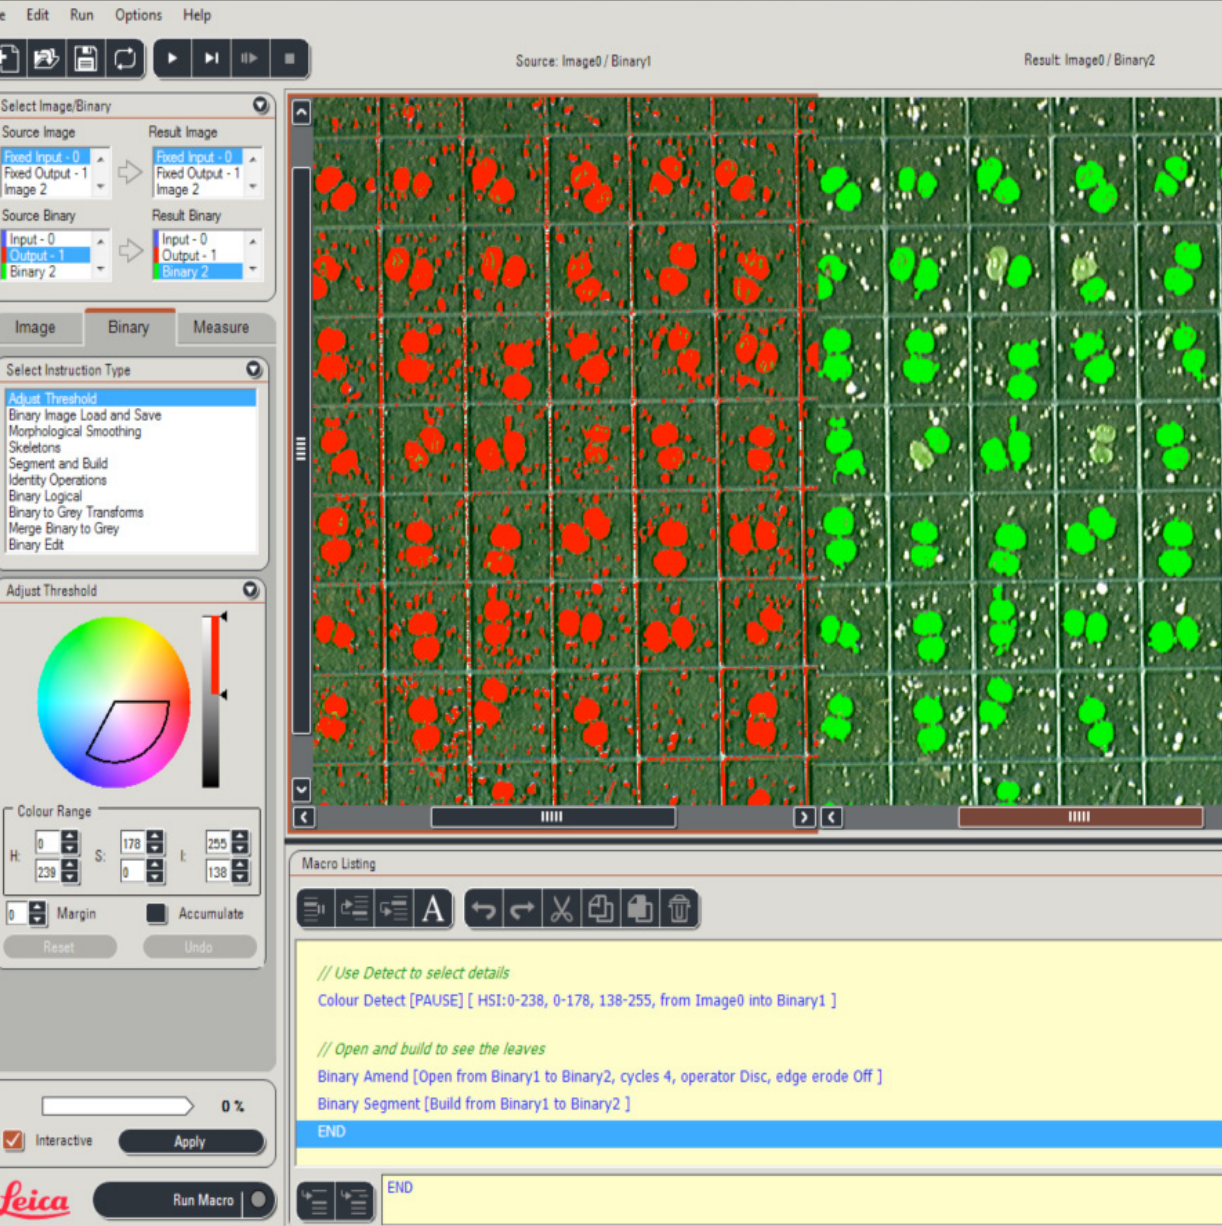 e Edit Run Options Help
Source: Image0 / Binary1
Result: Image0 / Binary2
Select Image/Binary
Source Image Result Image
Fixed Input - 0 Fixed Input - 0
Fixed Output - 1 Fixed Output - 1
Image 2 Image 2
Source Binary Result Binary
Input - 0 Input - 0
Output - 1 Output - 1
Binary 2 Binary 2
Image Binary Measure
Select Instruction Type
Adjust Threshold
Binary Image Load and Save
Morphological Smoothing
Skeletons
Segment and Build
Identity Operations
Binary Logical
Binary to Grey Transforms
Merge Binary to Grey
Binary Edit
Adjust Threshold
Colour Range
H: 0 S: 178 I: 255
239 0 138
0 Margin Accumulate
Reset Undo
0 %
Interactive Apply
Leica Run Macro
Macro Listing
A
// Use Detect to select details
Colour Detect [PAUSE] [ HSI:0-238, 0-178, 138-255, from Image0 into Binary1 ]
// Open and build to see the leaves
Binary Amend [Open from Binary1 to Binary2, cycles 4, operator Disc, edge erode Off ]
Binary Segment [Build from Binary1 to Binary2 ]
END
END